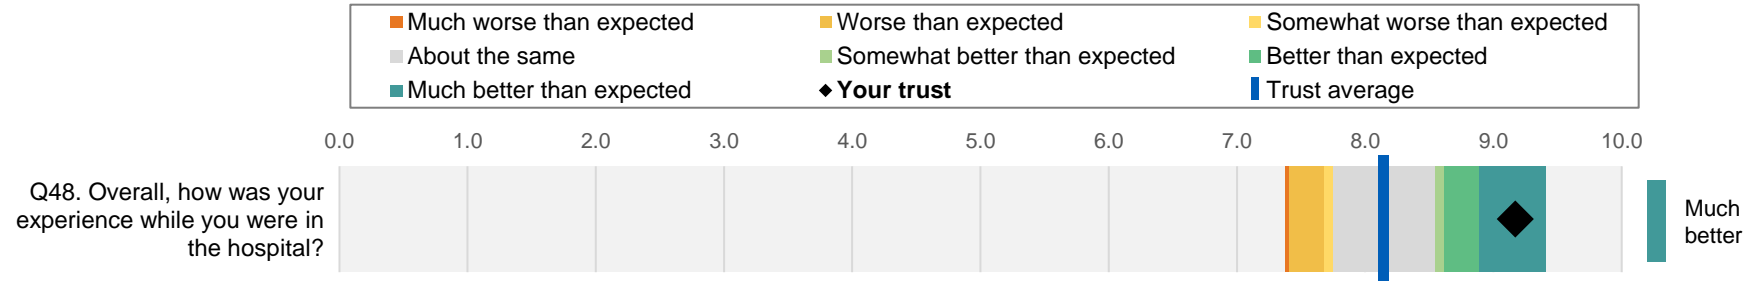 Much worse than expected
Worse than expected
Somewhat worse than expected
About the same
Somewhat better than expected
Better than expected
Much better than expected
Your trust
Trust average
0.0 1.0 2.0 3.0 4.0 5.0 6.0 7.0 8.0 9.0 10.0
Q48. Overall, how was your
experience while you were in
the hospital?
Much
better